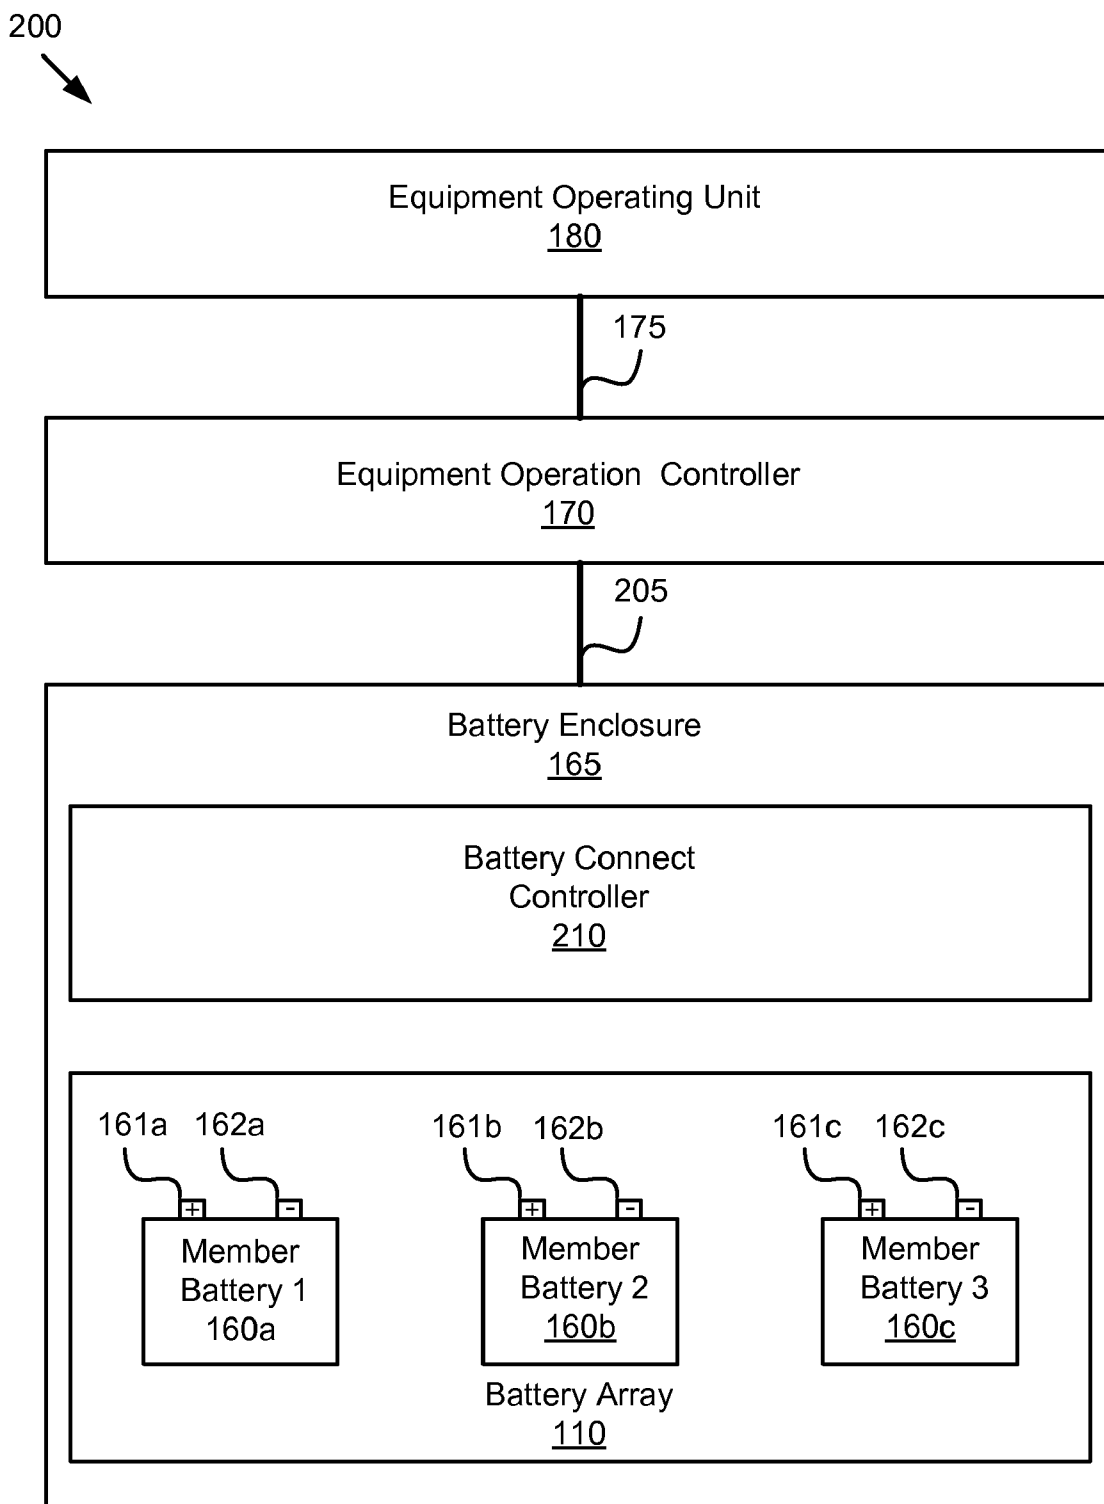 200
Equipment Operating Unit
180
175
Equipment Operation Controller
170
205
Battery Enclosure
165
Battery Connect
Controller
210
161a 162a 161b 162b 161c 162c
+ - + - + -
Member
Battery 1
160a
Member
Battery 2
160b
Member
Battery 3
160c
Battery Array
110